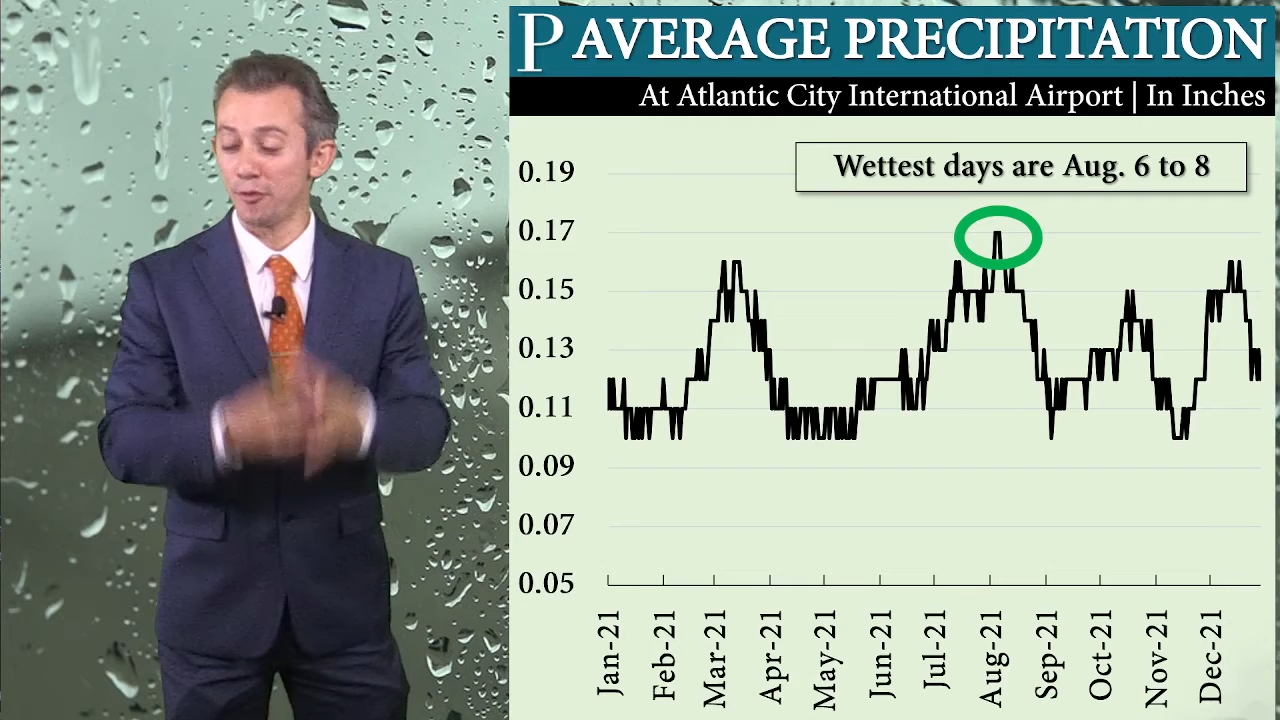 P AVERAGE PRECIPITATION
At Atlantic City International Airport | In Inches
Wettest days are Aug. 6 to 8
0.19
0.17
0.15
0.13
0.11
0.09
0.07
0.05
Jan-21
Feb-21
Mar-21
Apr-21
May-21
Jun-21
Jul-21
Aug-21
Sep-21
Oct-21
Nov-21
Dec-21